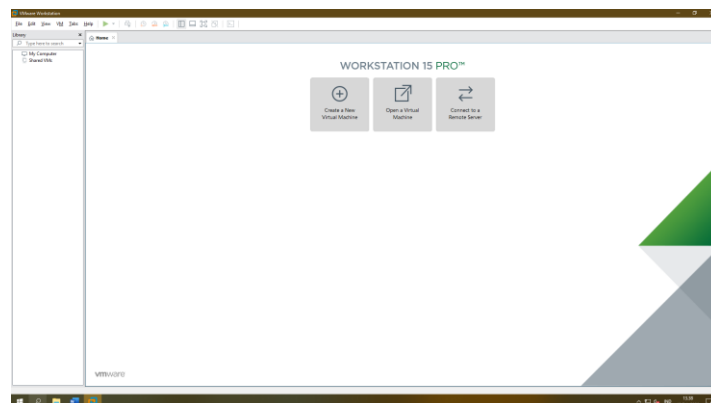 VMware Workstation
File Edit View VM Tabs Help
Library
Home
Type here to search
My Computer
Shared VMs
WORKSTATION 15 PRO™
Create a New
Virtual Machine
Open a Virtual
Machine
Connect to a
Remote Server
vmware